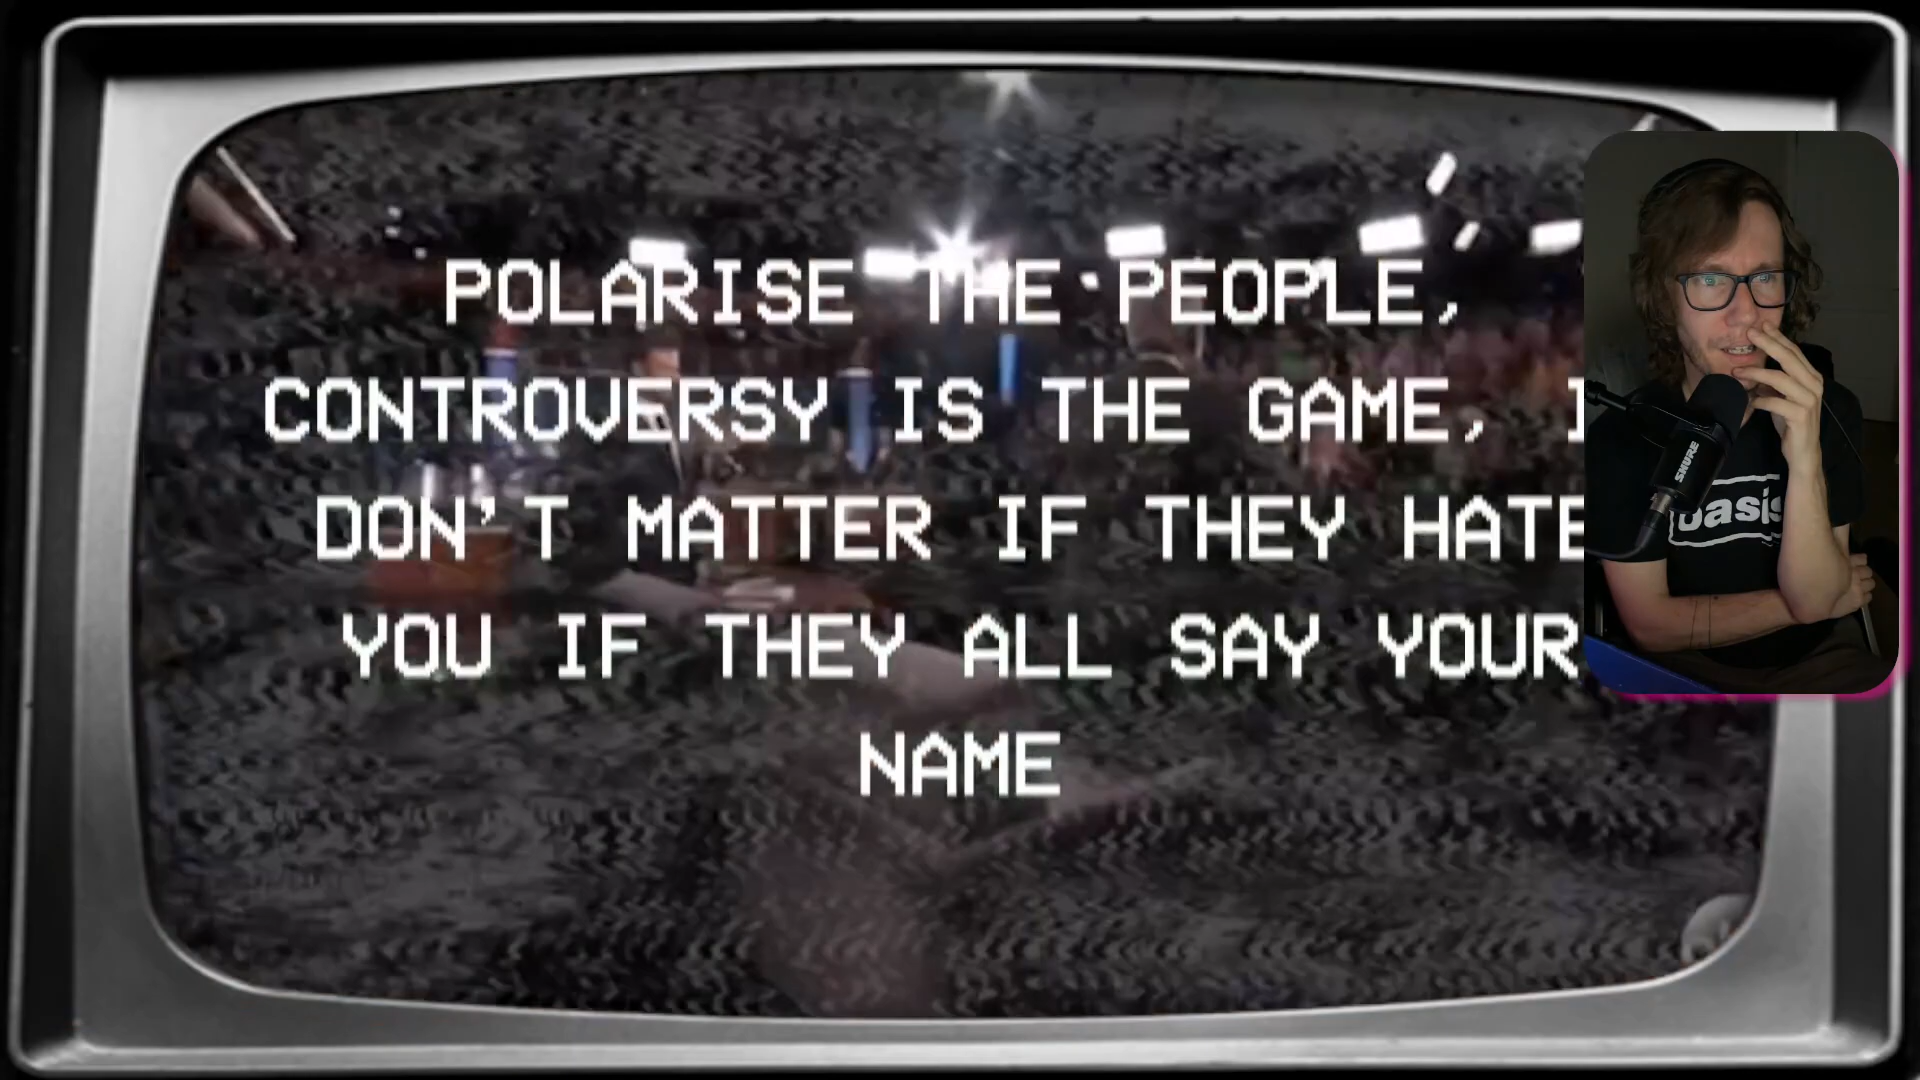 POLARISE THE PEOPLE,
CONTROVERSY IS THE GAME, I
DON'T MATTER IF THEY HATE
YOU IF THEY ALL SAY YOUR
NAME
SHURE
oasis